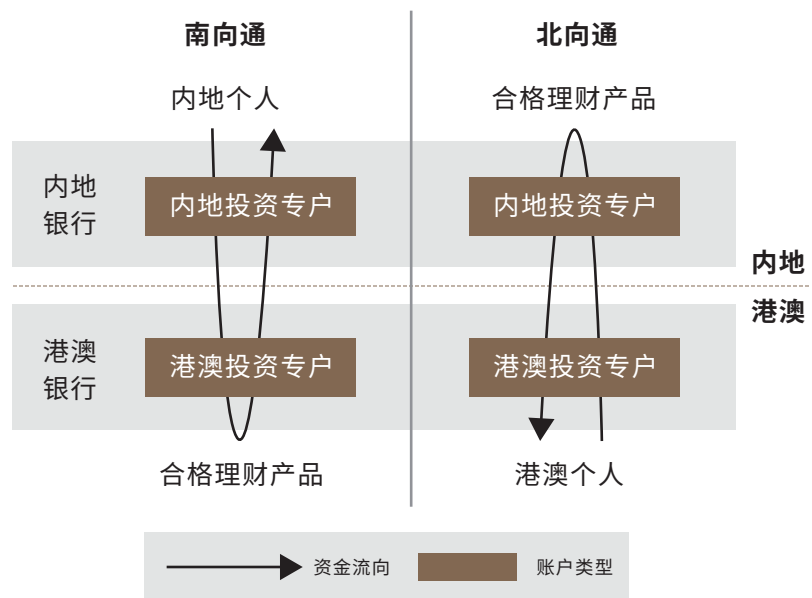 南向通
北向通
内地个人
合格理财产品
内地
银行
内地投资专户
内地投资专户
内地
港澳
港澳
银行
港澳投资专户
港澳投资专户
合格理财产品
港澳个人
资金流向
账户类型